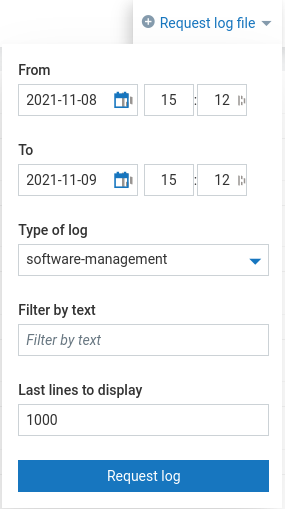 Request log file
From
2021-11-08 15 : 12
To
2021-11-09 15 : 12
Type of log
software-management
Filter by text
Filter by text
Last lines to display
1000
Request log